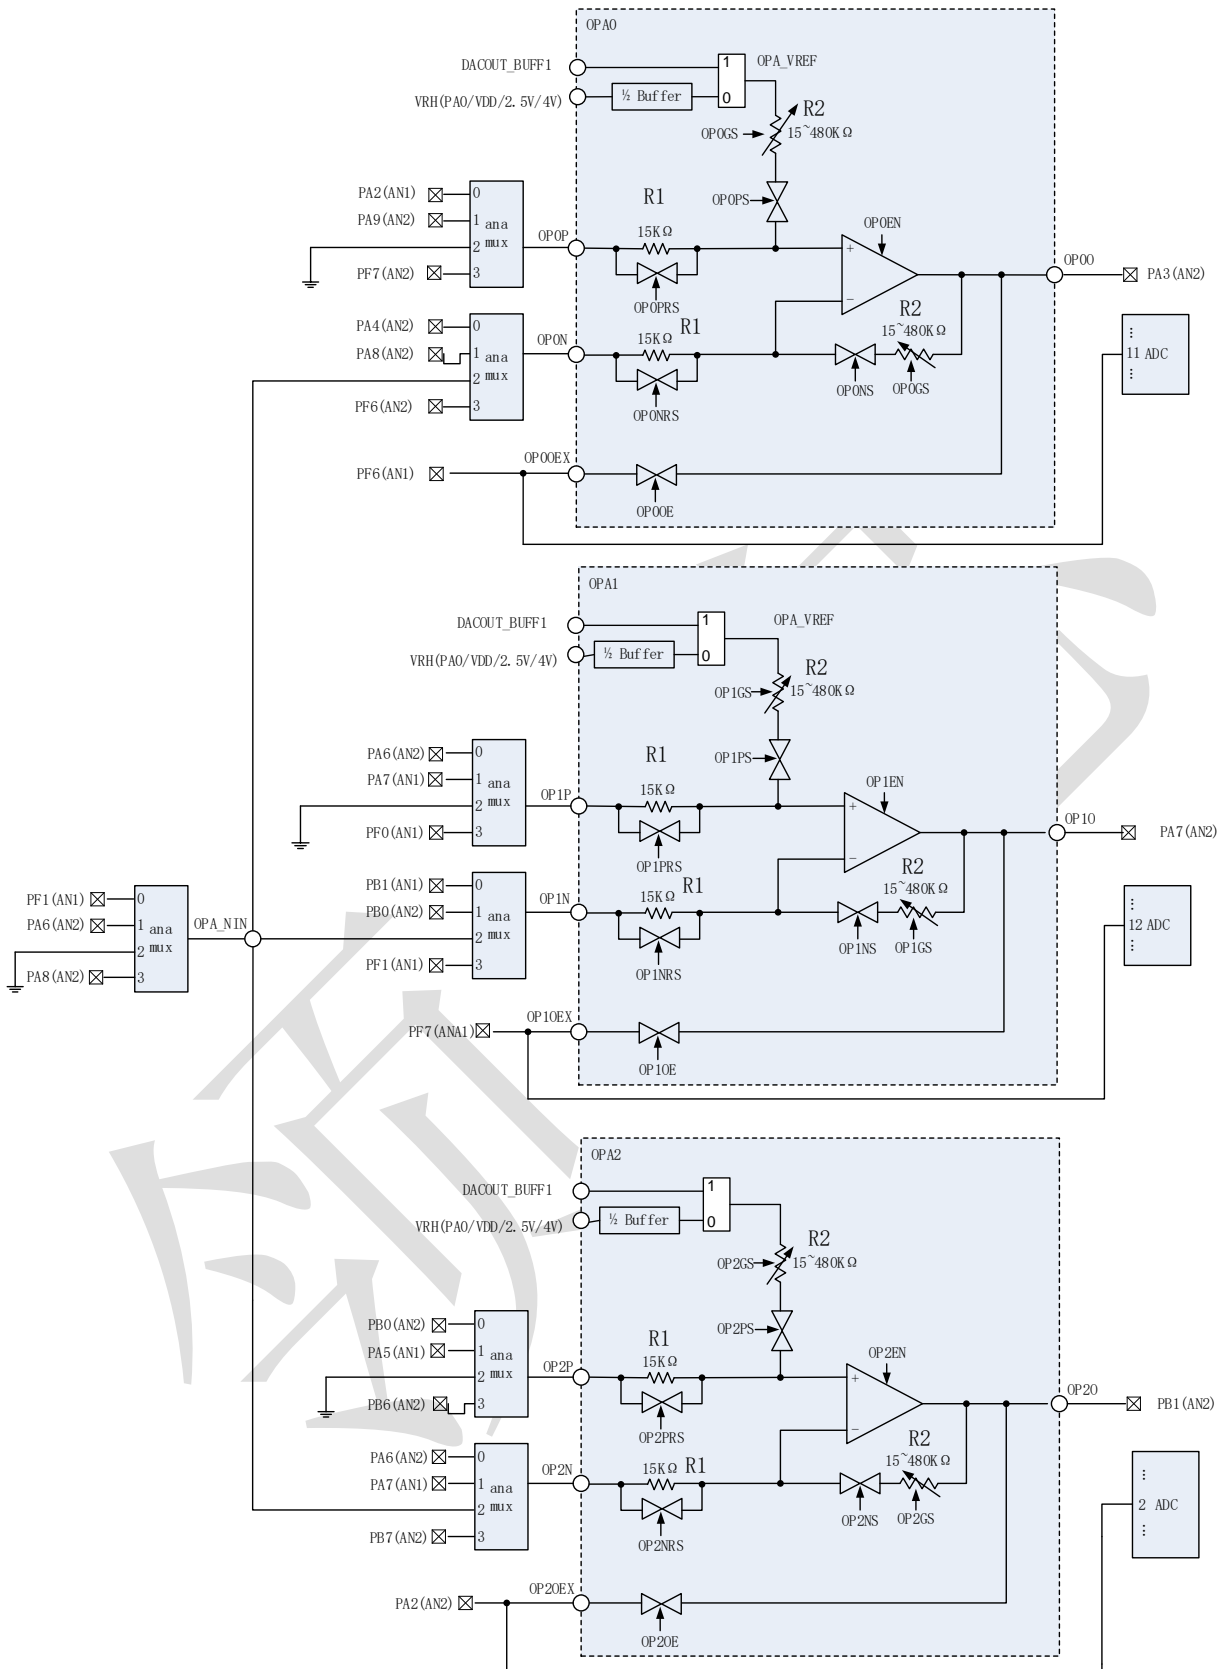 OPA0
DACOUT_BUFF1
1
OPA_VREF
VRH(PA0/VDD/2.5V/4V)
½ Buffer
0
R2
OP0GS
15~480KΩ
PA2(AN1)
0
PA9(AN2)
1 ana
mux
2
PF7(AN2)
3
OP0P
R1
15KΩ
OP0PS
OP0PRS
OP0EN
+
−
OP0O
PA3(AN2)
PA4(AN2)
0
PA8(AN2)
1 ana
mux
2
PF6(AN2)
3
OP0N
R1
15KΩ
OP0NRS
R2
15~480KΩ
OP0NS
OP0GS
...
11 ADC
...
PF6(AN1)
OP0OEX
OP0OE
OPA1
DACOUT_BUFF1
1
OPA_VREF
VRH(PA0/VDD/2.5V/4V)
½ Buffer
0
R2
OP1GS
15~480KΩ
PA6(AN2)
0
PA7(AN1)
1 ana
mux
2
PF0(AN1)
3
OP1P
R1
15KΩ
OP1PS
OP1PRS
OP1EN
+
−
OP1O
PA7(AN2)
PB1(AN1)
0
PB0(AN2)
1 ana
mux
2
PF1(AN1)
3
OP1N
R1
15KΩ
OP1NRS
R2
15~480KΩ
OP1NS
OP1GS
...
12 ADC
...
PF1(AN1)
0
PA6(AN2)
1 ana
mux
2
PA8(AN2)
3
OPA_NIN
PF7(ANA1)
OP1OEX
OP1OE
OPA2
DACOUT_BUFF1
1
VRH(PA0/VDD/2.5V/4V)
½ Buffer
0
R2
OP2GS
15~480KΩ
PB0(AN2)
0
PA5(AN1)
1 ana
mux
2
PB6(AN2)
3
OP2P
R1
15KΩ
OP2PS
OP2PRS
OP2EN
+
−
OP2O
PB1(AN2)
PA6(AN2)
0
PA7(AN1)
1 ana
mux
2
PB7(AN2)
3
OP2N
R1
15KΩ
OP2NRS
R2
15~480KΩ
OP2NS
OP2GS
...
2 ADC
...
PA2(AN2)
OP2OEX
OP2OE